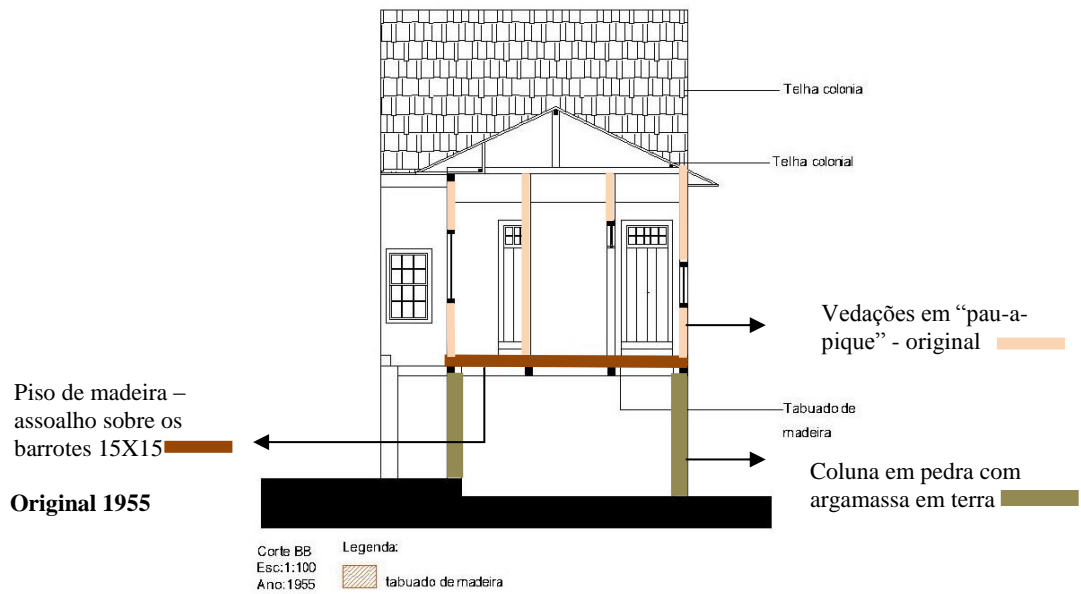 Telha colonia
Telha colonial
Vedações em “pau-a-
pique” - original
Piso de madeira –
assoalho sobre os
barrotes 15X15
Tabuado de
madeira
Coluna em pedra com
argamassa em terra
Original 1955
Corte BB
Esc:1:100
Ano:1955
Legenda:
tabuado de madeira